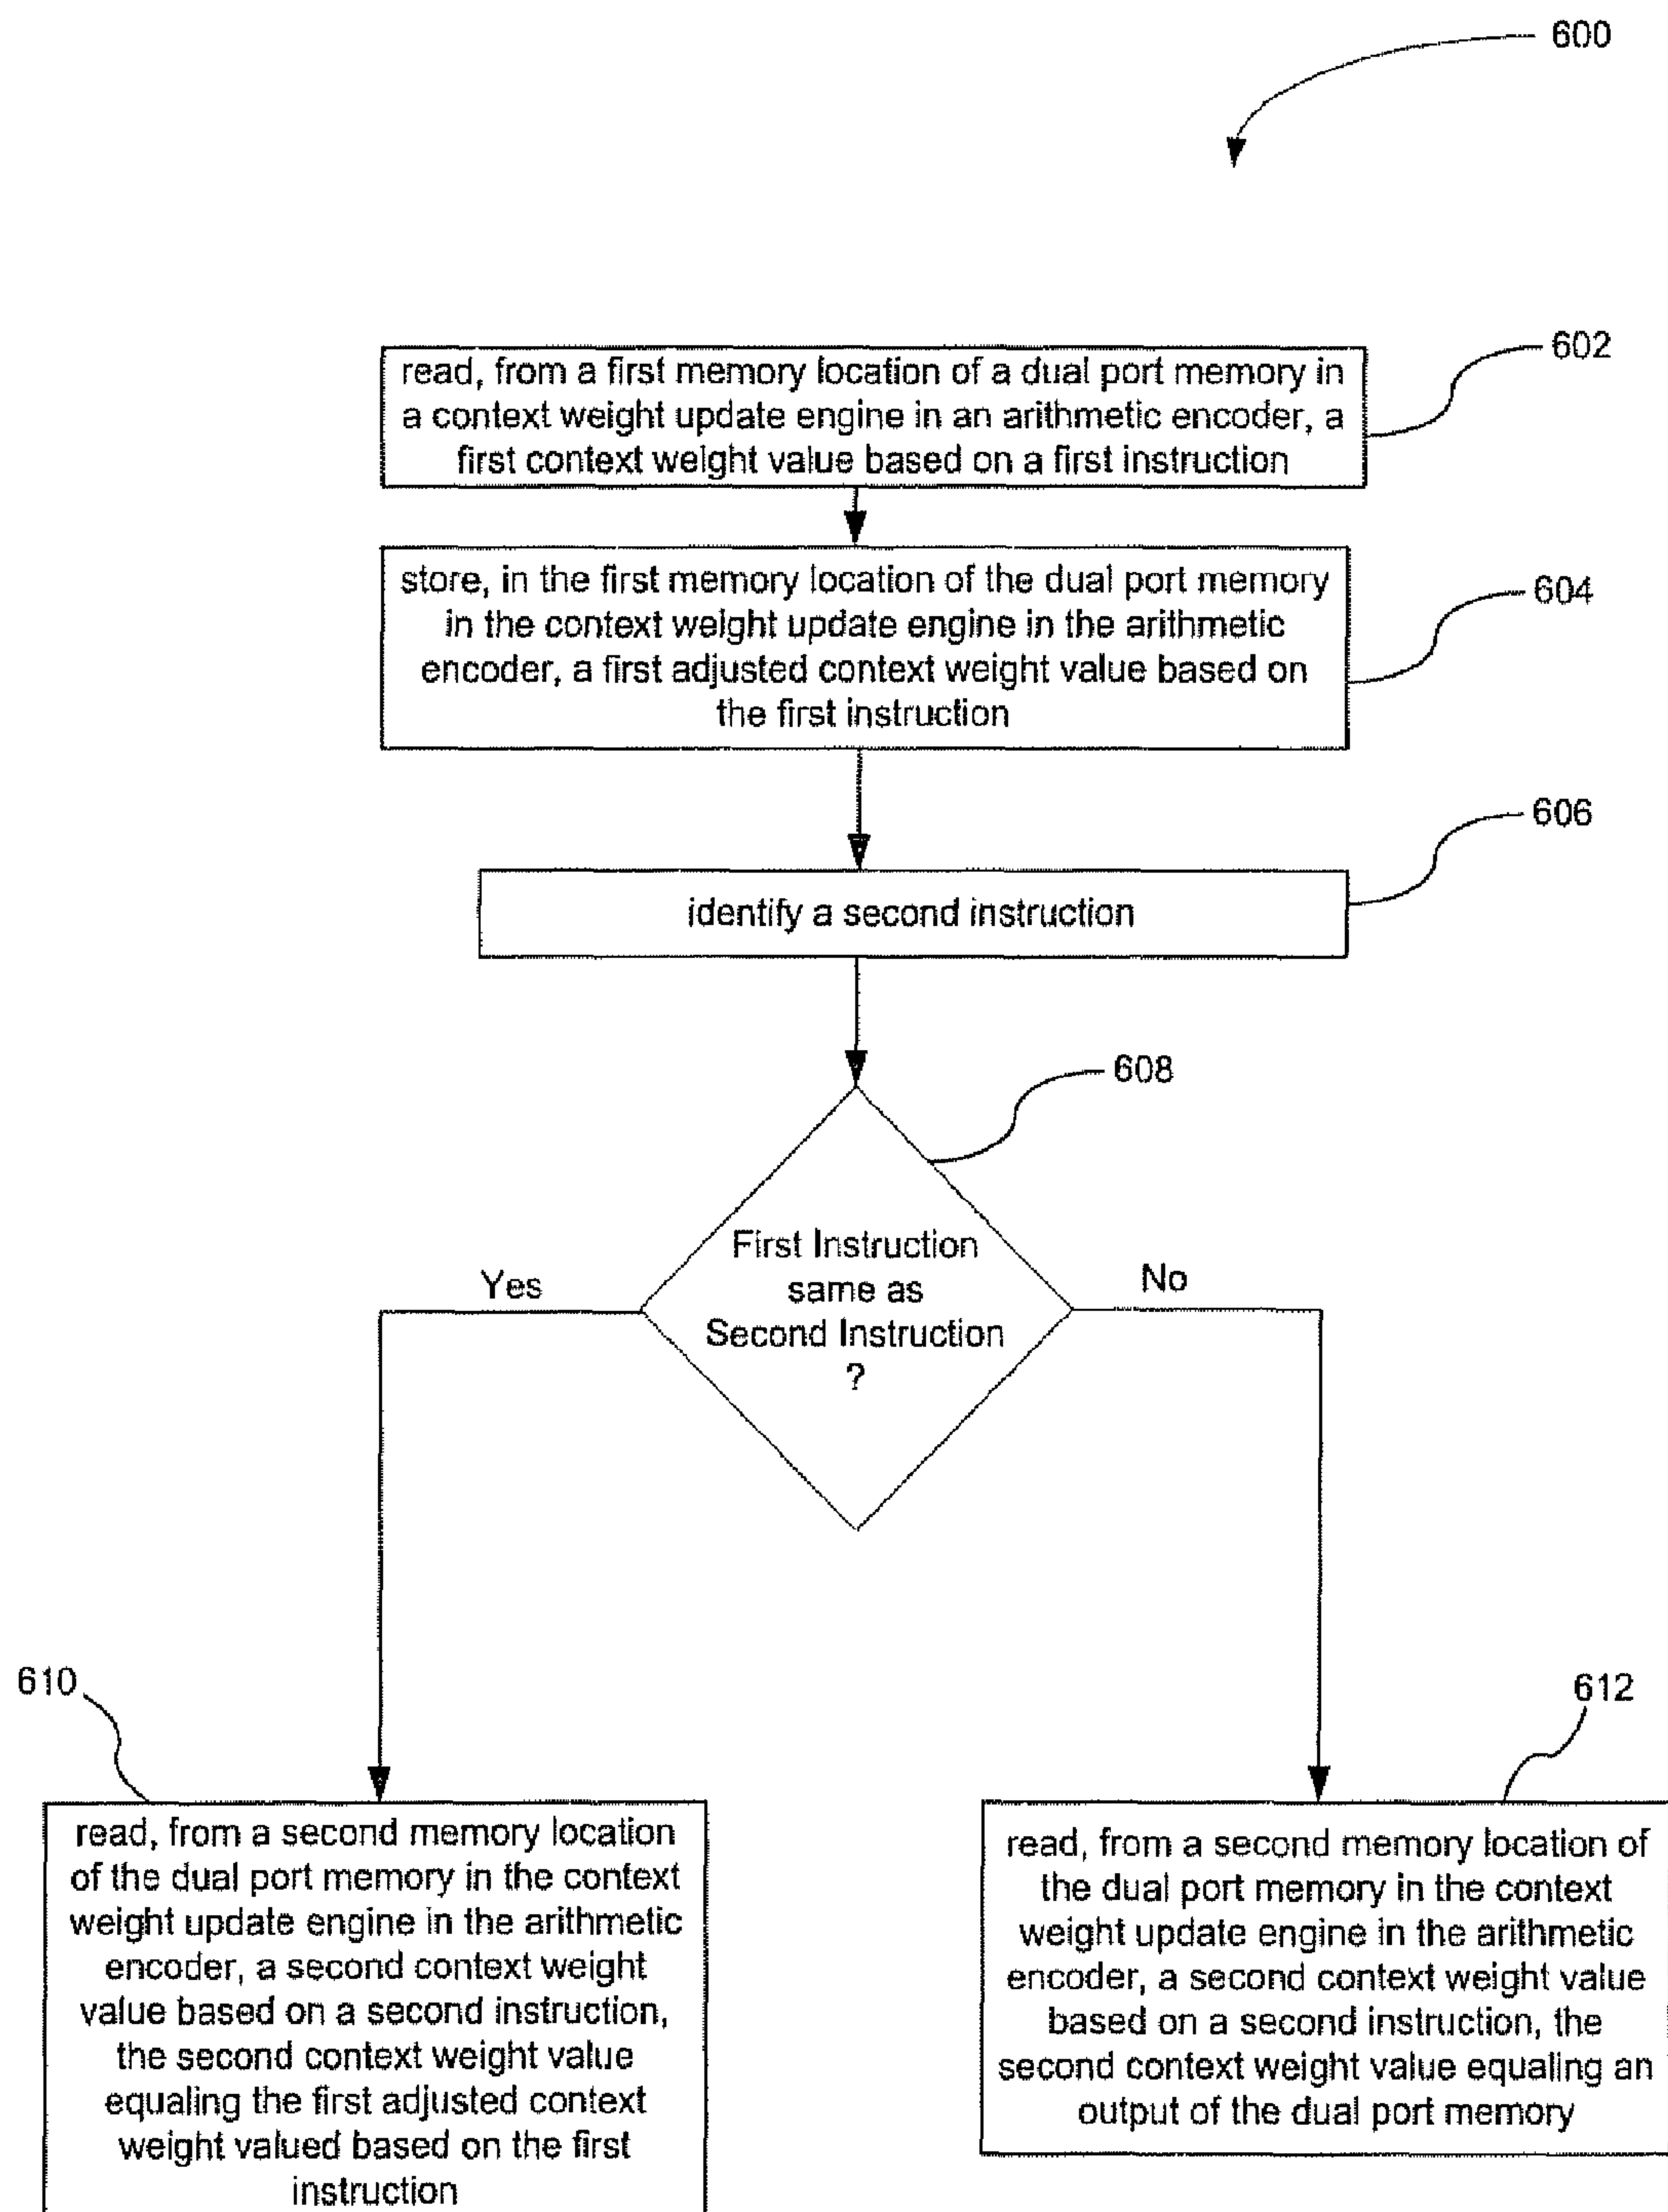 600
602
read, from a first memory location of a dual port memory in
a context weight update engine in an arithmetic encoder, a
first context weight value based on a first instruction
604
store, in the first memory location of the dual port memory
in the context weight update engine in the arithmetic
encoder, a first adjusted context weight value based on
the first instruction
606
identify a second instruction
608
First Instruction
same as
Second Instruction
?
Yes
No
610
read, from a second memory location
of the dual port memory in the context
weight update engine in the arithmetic
encoder, a second context weight
value based on a second instruction,
the second context weight value
equaling the first adjusted context
weight valued based on the first
instruction
612
read, from a second memory location of
the dual port memory in the context
weight update engine in the arithmetic
encoder, a second context weight value
based on a second instruction, the
second context weight value equaling an
output of the dual port memory